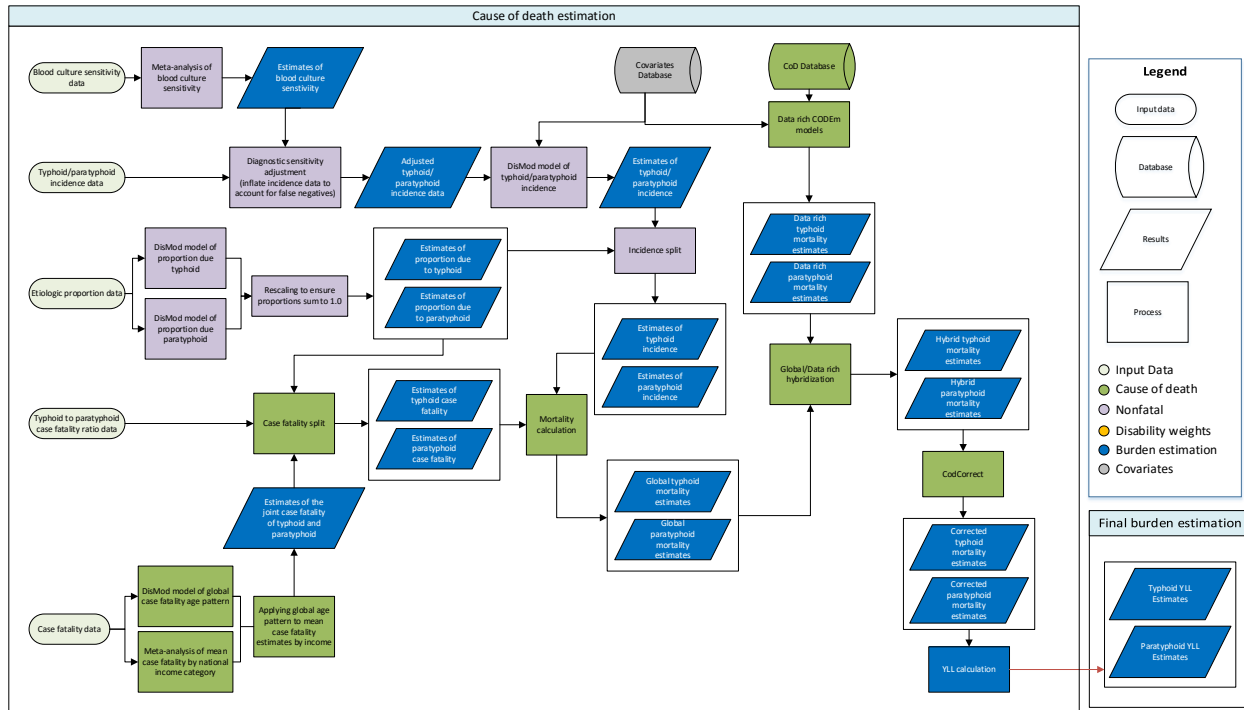 Cause of death estimation
Blood culture sensitivity
data
Meta-analysis of
blood culture
sensitivity
Estimates of
blood culture
senstiviity
Covariates
Database
CoD Database
Data rich CODEm
models
Typhoid/paratyphoid
incidence data
Diagnostic sensitivity
adjustment
(inflate incidence data to
account for false negatives)
Adjusted
typhoid/
paratyphoid
incidence data
DisMod model of
typhoid/paratyphoid
incidence
Estimates of
typhoid/
paratyphoid
incidence
Etiologic proportion data
DisMod model of
proportion due
typhoid
DisMod model of
proportion due
paratyphoid
Rescaling to ensure
proportions sum to 1.0
Estimates of
proportion due
to typhoid
Estimates of
proportion due
to paratyphoid
Incidence split
Data rich
typhoid
mortality
estimates
Data rich
paratyphoid
mortality
estimates
Estimates of
typhoid
incidence
Estimates of
paratyphoid
incidence
Global/Data rich
hybridization
Hybrid typhoid
mortality
estimates
Hybrid
paratyphoid
mortality
estimates
Typhoid to paratyphoid
case fatality ratio data
Case fatality split
Estimates of
typhoid case
fatality
Estimates of
paratyphoid
case fatality
Mortality
calculation
Global typhoid
mortality
estimates
Global
paratyphoid
mortality
estimates
CodCorrect
Estimates of the
joint case fatality
of typhoid and
paratyphoid
Corrected
typhoid
mortality
estimates
Corrected
paratyphoid
mortality
estimates
Case fatality data
DisMod model of global
case fatality age pattern
Meta-analysis of mean
case fatality by national
income category
Applying global age
pattern to mean
case fatality
estimates by income
YLL calculation
Legend
Input data
Database
Results
Process
Input Data
Cause of death
Nonfatal
Disability weights
Burden estimation
Covariates
Final burden estimation
Typhoid YLL
Estimates
Paratyphoid YLL
Estimates